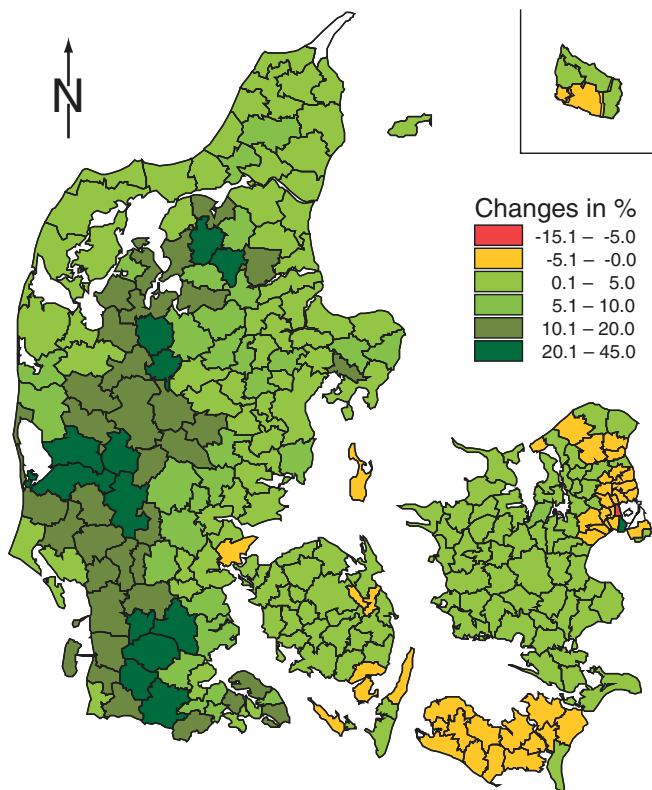 N
Changes in %
-15.1 – -5.0
-5.1 – -0.0
0.1 – 5.0
5.1 – 10.0
10.1 – 20.0
20.1 – 45.0